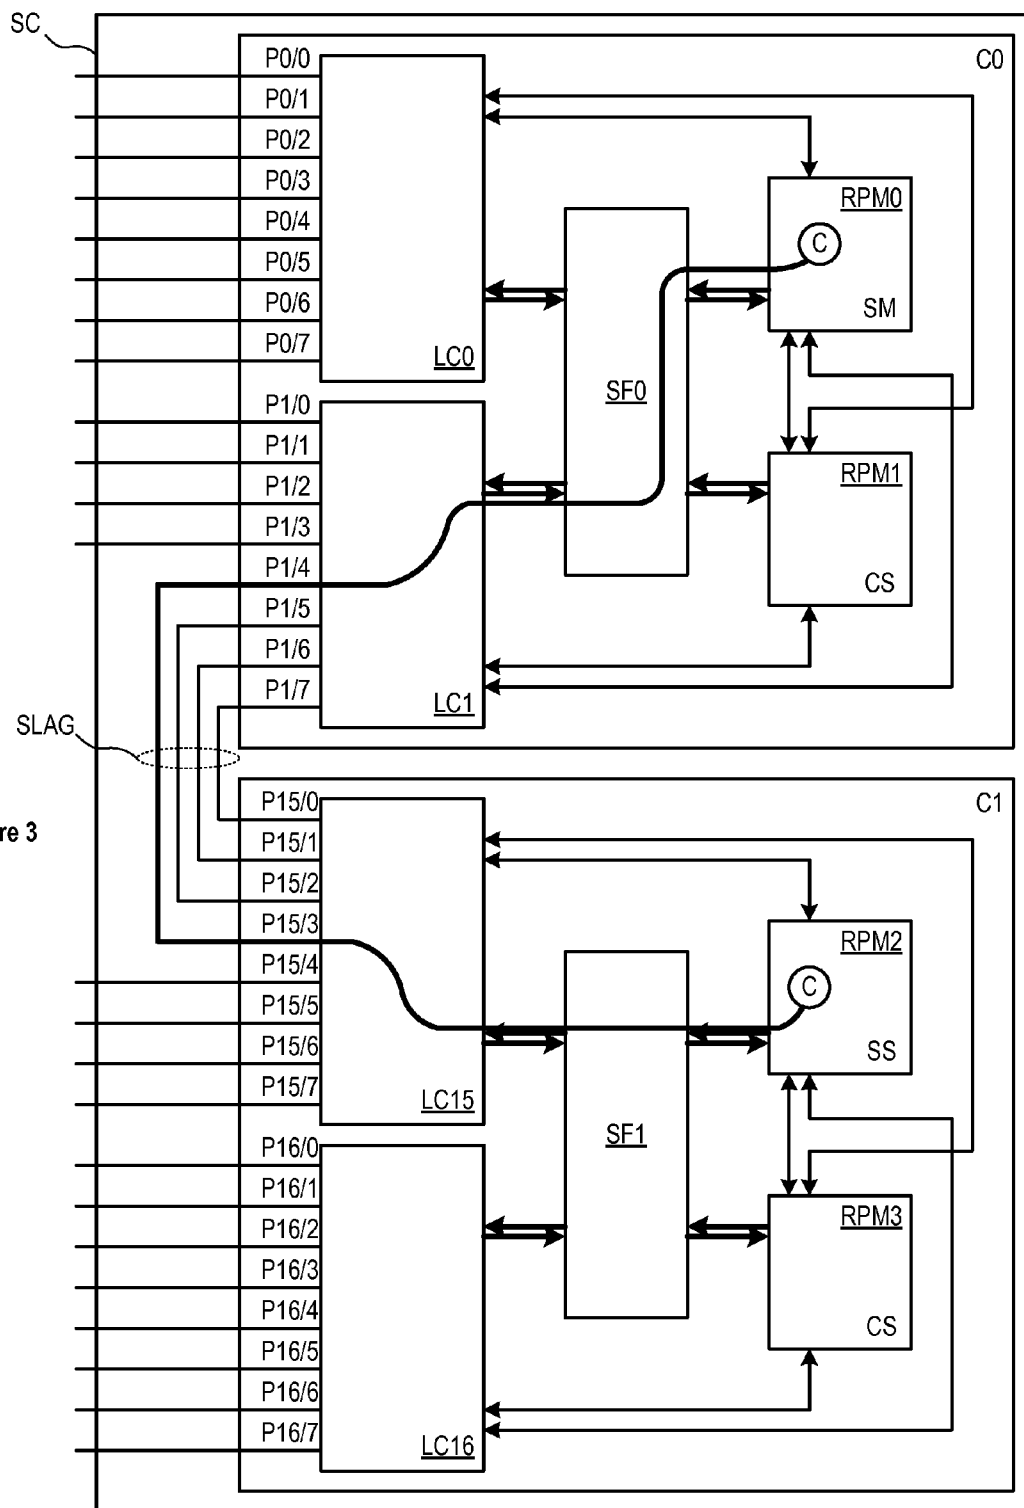 SC
C0
P0/0
P0/1
P0/2
P0/3
P0/4
P0/5
P0/6
P0/7
LC0
RPM0
C
SM
SF0
P1/0
P1/1
P1/2
P1/3
P1/4
P1/5
P1/6
P1/7
LC1
RPM1
CS
SLAG
re 3
C1
P15/0
P15/1
P15/2
P15/3
P15/4
P15/5
P15/6
P15/7
LC15
RPM2
C
SS
SF1
P16/0
P16/1
P16/2
P16/3
P16/4
P16/5
P16/6
P16/7
LC16
RPM3
CS